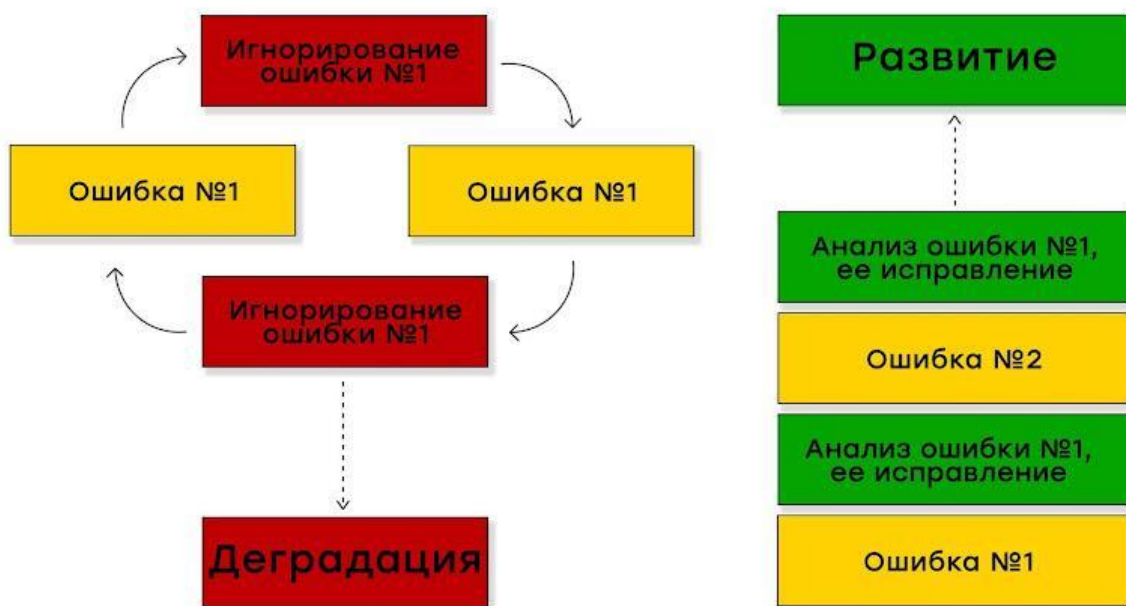 Игнорирование
ошибки №1
Ошибка №1
Ошибка №1
Игнорирование
ошибки №1
Деградация
Развитие
Анализ ошибки №1,
ее исправление
Ошибка №2
Анализ ошибки №1,
ее исправление
Ошибка №1